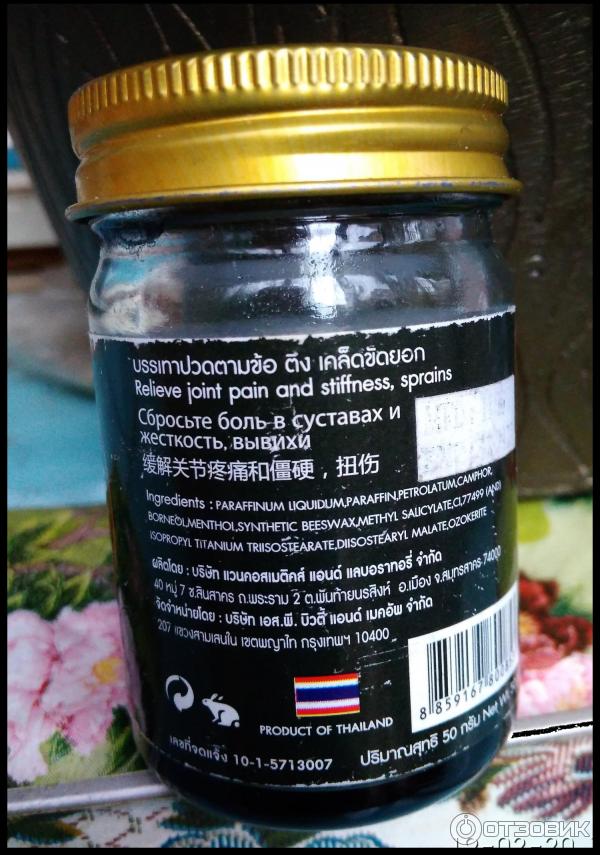 บรรเทาปวดตามข้อ ตึง เคล็ดขัดยอก
Relieve joint pain and stiffness, sprains
Сбросьте боль в суставах и
жесткость, вывихи
缓解关节疼痛和僵硬，扭伤
Ingredients : PARAFFINUM LIQUIDUM,PARAFFIN,PETROLATUM,CAMPHOR,
BORNEOL,MENTHOL,SYNTHETIC BEESWAX,METHYL SALICYLATE,CI,77499 (AND)
ISOPROPYL TITANIUM TRIISOSTEARATE,DIISOSTEARYL MALATE,OZOKERITE
ผลิตโดย : บริษัท แวนคอสเมติคส์ แอนด์ แลบอราทอรี่ จำกัด
40 หมู่ 7 ซ.สินสาคร ถ.พระราม 2 ต.พันท้ายนรสิงห์ อ.เมือง จ.สมุทรสาคร 74000
จัดจำหน่ายโดย : บริษัท เอส.พี. บิวตี้ แอนด์ เมคอัพ จำกัด
207 แขวงสามเสนใน เขตพญาไท กรุงเทพฯ 10400
PRODUCT OF THAILAND
เลขที่จดแจ้ง 10-1-5713007
ปริมาณสุทธิ 50 กรัม Net Wt.
8 859167
ОТЗОВИК